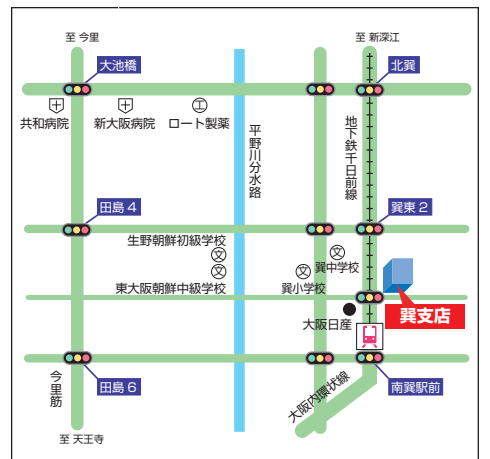 至 今里
至 新深江
大池橋
北巽
共和病院
新大阪病院
ロート製薬
平野川分水路
地下鉄千日前線
田島4
巽東2
生野朝鮮初級学校
文
文
東大阪朝鮮中級学校
文
巽中学校
文
巽小学校
大阪日産
巽支店
今里筋
田島6
大阪内環状線
南巽駅前
至 天王寺